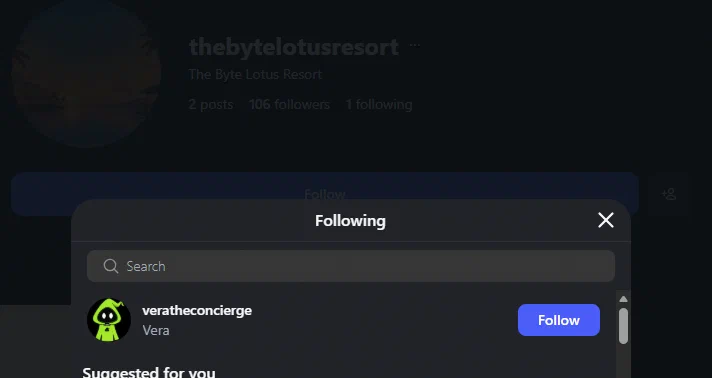 thebytelotusresort ...
The Byte Lotus Resort
2 posts 106 followers 1 following
Follow
Following
Search
veratheconcierge
Vera
Follow
Suggested for you